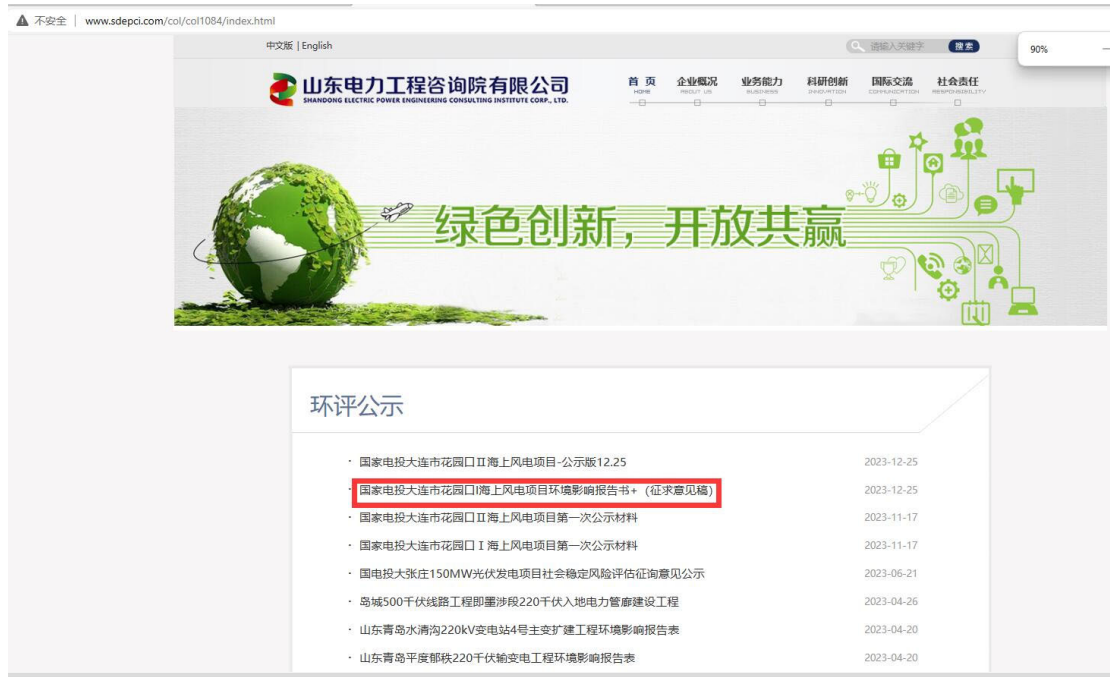 不安全 | www.sdepci.com/col/col1084/index.html
中文版 | English
请输入关键字 搜索
90%
山东电力工程咨询院有限公司
SHANDONG ELECTRIC POWER ENGINEERING CONSULTING INSTITUTE CORP., LTD.
首 页 企业概况 业务能力 科研创新 国际交流 社会责任
HOME ABOUT US BUSINESS INNOVATION COMMUNICATION RESPONSIBILITY
绿色创新，开放共赢
环评公示
· 国家电投大连市花园口II海上风电项目-公示版12.25 2023-12-25
· 国家电投大连市花园口I海上风电项目环境影响报告书+（征求意见稿） 2023-12-25
· 国家电投大连市花园口II海上风电项目第一次公示材料 2023-11-17
· 国家电投大连市花园口 I 海上风电项目第一次公示材料 2023-11-17
· 国电投大张庄150MW光伏发电项目社会稳定风险评估征询意见公示 2023-06-21
· 岛城500千伏线路工程即墨涉段220千伏入地电力管廊建设工程 2023-04-26
· 山东青岛水清沟220kV变电站4号主变扩建工程环境影响报告表 2023-04-20
· 山东青岛平度郁秩220千伏输变电工程环境影响报告表 2023-04-20